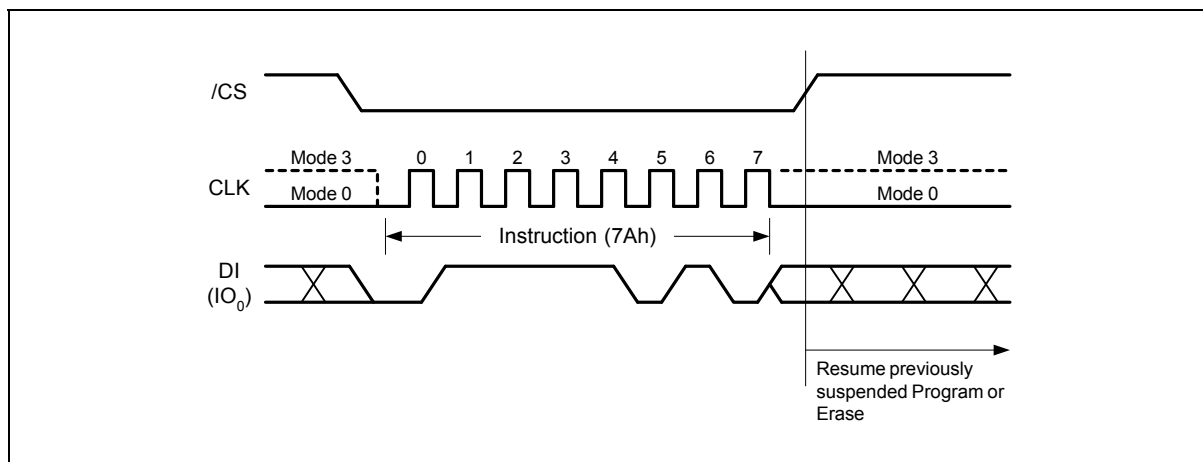 /CS
Mode 3 0 1 2 3 4 5 6 7 Mode 3
CLK
Mode 0 Mode 0
Instruction (7Ah)
DI
(IO0)
Resume previously
suspended Program or
Erase